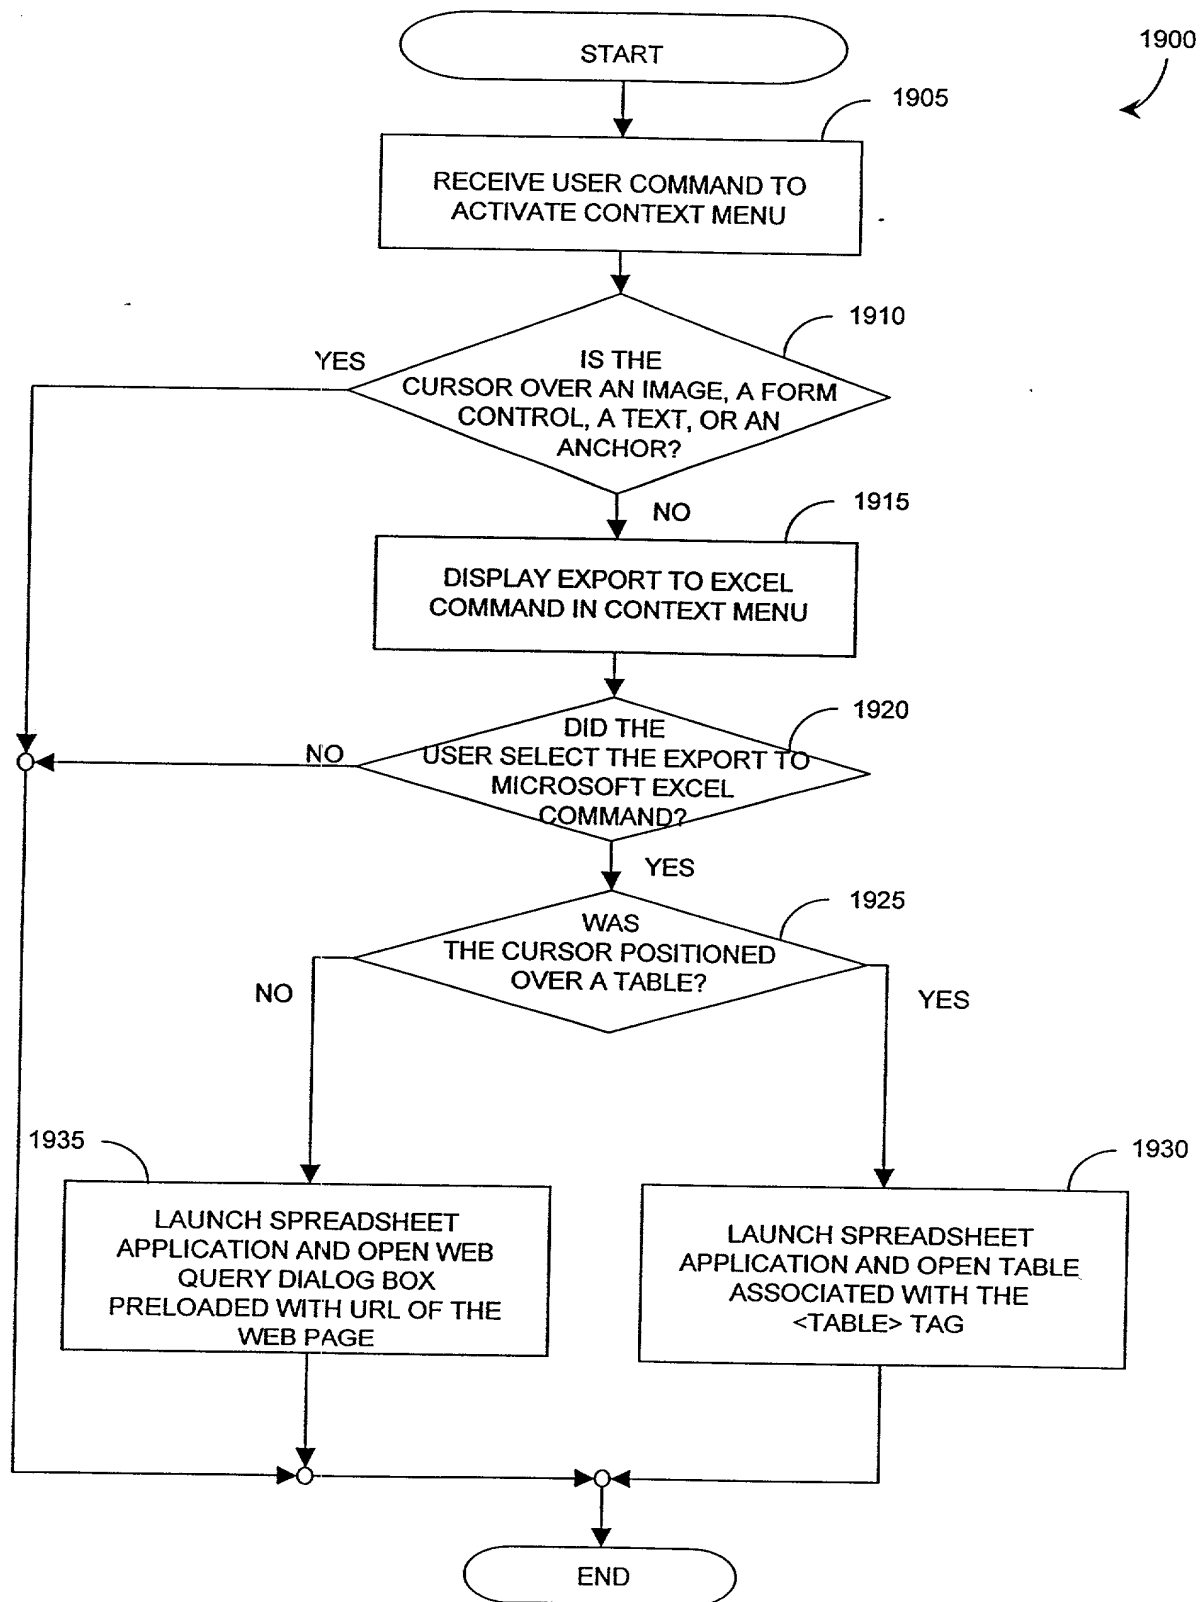 START
1900
1905
RECEIVE USER COMMAND TO
ACTIVATE CONTEXT MENU
1910
YES
IS THE
CURSOR OVER AN IMAGE, A FORM
CONTROL, A TEXT, OR AN
ANCHOR?
NO
1915
DISPLAY EXPORT TO EXCEL
COMMAND IN CONTEXT MENU
1920
NO
DID THE
USER SELECT THE EXPORT TO
MICROSOFT EXCEL
COMMAND?
YES
1925
WAS
THE CURSOR POSITIONED
OVER A TABLE?
NO
YES
1935
LAUNCH SPREADSHEET
APPLICATION AND OPEN WEB
QUERY DIALOG BOX
PRELOADED WITH URL OF THE
WEB PAGE
1930
LAUNCH SPREADSHEET
APPLICATION AND OPEN TABLE
ASSOCIATED WITH THE
<TABLE> TAG
END